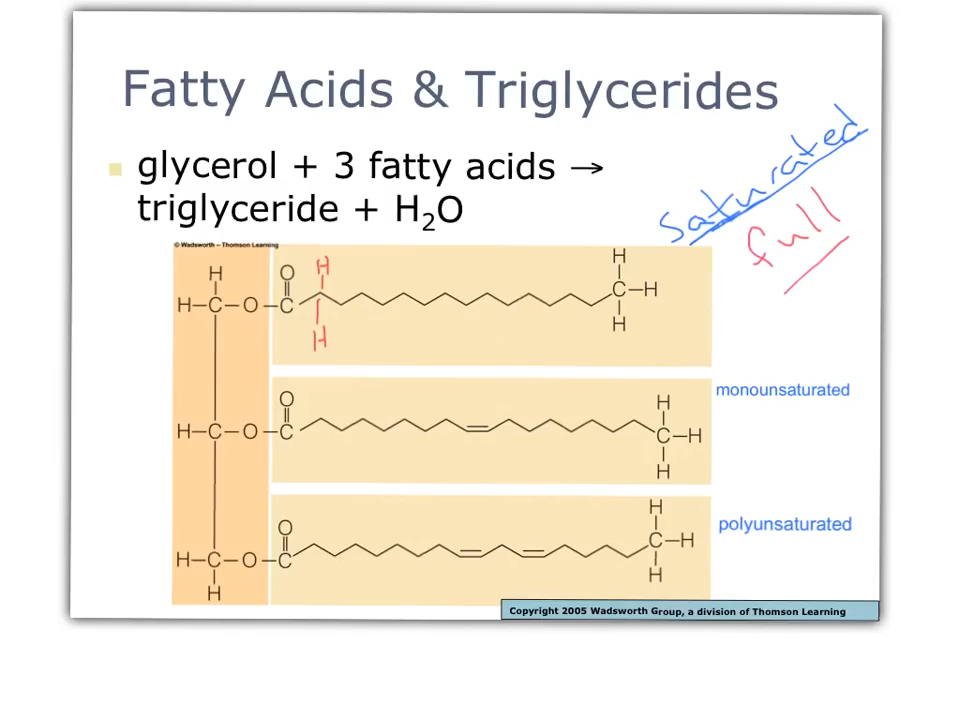 Fatty Acids & Triglycerides
saturated
full
glycerol + 3 fatty acids →
triglyceride + H₂O
© Wadsworth – Thomson Learning
H
H–C–O–C
O
H
H
H
C–H
H
monounsaturated
H–C–O–C
O
H
C–H
H
polyunsaturated
H–C–O–C
H
O
H
C–H
H
Copyright 2005 Wadsworth Group, a division of Thomson Learning